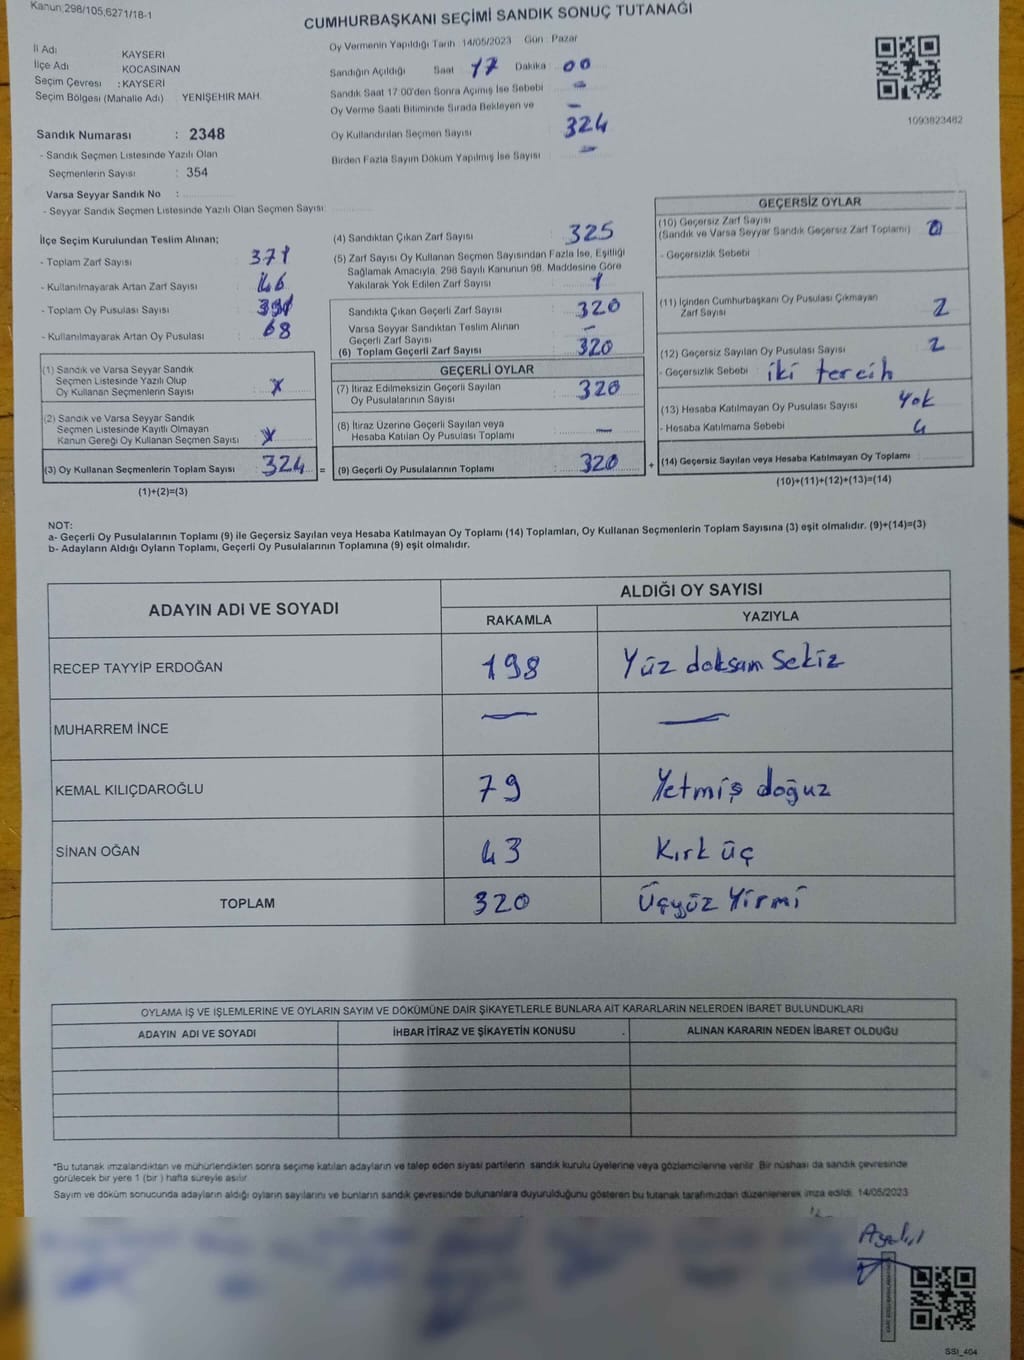 Kanun,298/105,6271/18-1
CUMHURBAŞKANI SEÇİMİ SANDIK SONUÇ TUTANAĞI
İl Adı KAYSERİ
İlçe Adı KOCASİNAN
Seçim Çevresi : KAYSERİ
Seçim Bölgesi (Mahalle Adı) YENİŞEHİR MAH.
Sandık Numarası : 2348
- Sandık Seçmen Listesinde Yazılı Olan
Seçmenlerin Sayısı : 354
Varsa Seyyar Sandık No :
- Seyyar Sandık Seçmen Listesinde Yazılı Olan Seçmen Sayısı:
Oy Vermenin Yapıldığı Tarih :14/05/2023 Gün : Pazar
Sandığın Açıldığı Saat 17 Dakika 00
Sandık Saat 17:00'den Sonra Açımış İse Sebebi -
Oy Verme Saati Bitiminde Sırada Bekleyen ve -
Oy Kullandırılan Seçmen Sayısı 324
Birden Fazla Sayım Döküm Yapılmış İse Sayısı -
1093823462
İlçe Seçim Kurulundan Teslim Alınan;
- Toplam Zarf Sayısı : 371
- Kullanılmayarak Artan Zarf Sayısı : 46
- Toplam Oy Pusulası Sayısı :
- Kullanılmayarak Artan Oy Pusulası : 68
(1) Sandık ve Varsa Seyyar Sandık
Seçmen Listesinde Yazılı Olup
Oy Kullanan Seçmenlerin Sayısı :
(2) Sandık ve Varsa Seyyar Sandık
Seçmen Listesinde Kayıtlı Olmayan
Kanun Gereği Oy Kullanan Seçmen Sayısı :
(3) Oy Kullanan Seçmenlerin Toplam Sayısı : 324 =
(1)+(2)=(3)
(4) Sandıktan Çıkan Zarf Sayısı : 325
(5) Zarf Sayısı Oy Kullanan Seçmen Sayısından Fazla İse, Eşitliği
Sağlamak Amacıyla, 298 Sayılı Kanunun 98. Maddesine Göre
Yakılarak Yok Edilen Zarf Sayısı : 1
Sandıkta Çıkan Geçerli Zarf Sayısı : 320
Varsa Seyyar Sandıktan Teslim Alınan
Geçerli Zarf Sayısı : -
(6) Toplam Geçerli Zarf Sayısı : 320
GEÇERLİ OYLAR
(7) İtiraz Edilmeksizin Geçerli Sayılan
Oy Pusulalarının Sayısı : 320
(8) İtiraz Üzerine Geçerli Sayılan veya
Hesaba Katılan Oy Pusulası Toplamı : -
(9) Geçerli Oy Pusulalarının Toplamı : 320 +
GEÇERSİZ OYLAR
(10) Geçersiz Zarf Sayısı
(Sandık ve Varsa Seyyar Sandık Geçersiz Zarf Toplamı) : 0
- Geçersizlik Sebebi
(11) İçinden Cumhurbaşkanı Oy Pusulası Çıkmayan
Zarf Sayısı : 2
(12) Geçersiz Sayılan Oy Pusulası Sayısı : 2
- Geçersizlik Sebebi : iki tercih
(13) Hesaba Katılmayan Oy Pusulası Sayısı : Yok
- Hesaba Katılmama Sebebi : 4
(14) Geçersiz Sayılan veya Hesaba Katılmayan Oy Toplamı :
(10)+(11)+(12)+(13)=(14)
NOT:
a- Geçerli Oy Pusulalarının Toplamı (9) ile Geçersiz Sayılan veya Hesaba Katılmayan Oy Toplamı (14) Toplamları, Oy Kullanan Seçmenlerin Toplam Sayısına (3) eşit olmalıdır. (9)+(14)=(3)
b- Adayların Aldığı Oyların Toplamı, Geçerli Oy Pusulalarının Toplamına (9) eşit olmalıdır.
ADAYIN ADI VE SOYADI ALDIĞI OY SAYISI
RAKAMLA YAZIYLA
RECEP TAYYİP ERDOĞAN 198 Yüz doksam Sekiz
MUHARREM İNCE — —
KEMAL KILIÇDAROĞLU 79 Yetmiş doğuz
SİNAN OĞAN 43 Kırk üç
TOPLAM 320 Üçyüz Yirmi
OYLAMA İŞ VE İŞLEMLERİNE VE OYLARIN SAYIM VE DÖKÜMÜNE DAİR ŞİKAYETLERLE BUNLARA AİT KARARLARIN NELERDEN İBARET BULUNDUKLARI
ADAYIN ADI VE SOYADI İHBAR İTİRAZ VE ŞİKAYETİN KONUSU ALINAN KARARIN NEDEN İBARET OLDUĞU
*Bu tutanak imzalandıktan ve mühürlendikten sonra seçime katılan adayların ve talep eden siyasi partilerin sandık kurulu üyelerine veya gözlemcilerine verilir. Bir nüshası da sandık çevresinde
görülecek bir yere 1 (bir ) hafta süreyle asılır.
Sayım ve döküm sonucunda adayların aldığı oyların sayılarını ve bunların sandık çevresinde bulunanlara duyurulduğunu gösteren bu tutanak tarafımızdan düzenlenerek imza edildi. 14/05/2023
SSİ_404